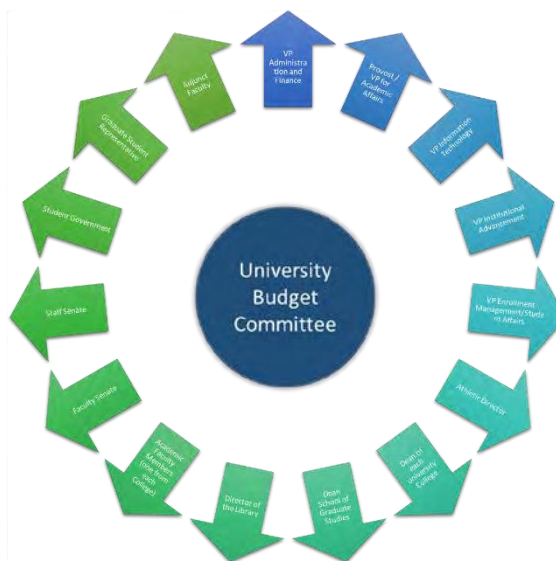 VP
Administra
tion and
Finance
Provost /
VP for
Academic
Affairs
VP Information
Technology
VP Institutional
Advancement
VP Enrollment
Management/Stude
nt Affairs
Athletic Director
Dean of
each
university
College
Dean
School of
Graduate
Studies
Director of
the Library
Academic
Faculty
Members
(one from
each
College)
Faculty Senate
Staff Senate
Student Government
Graduate Student
Representative
Adjunct
Faculty
University
Budget
Committee